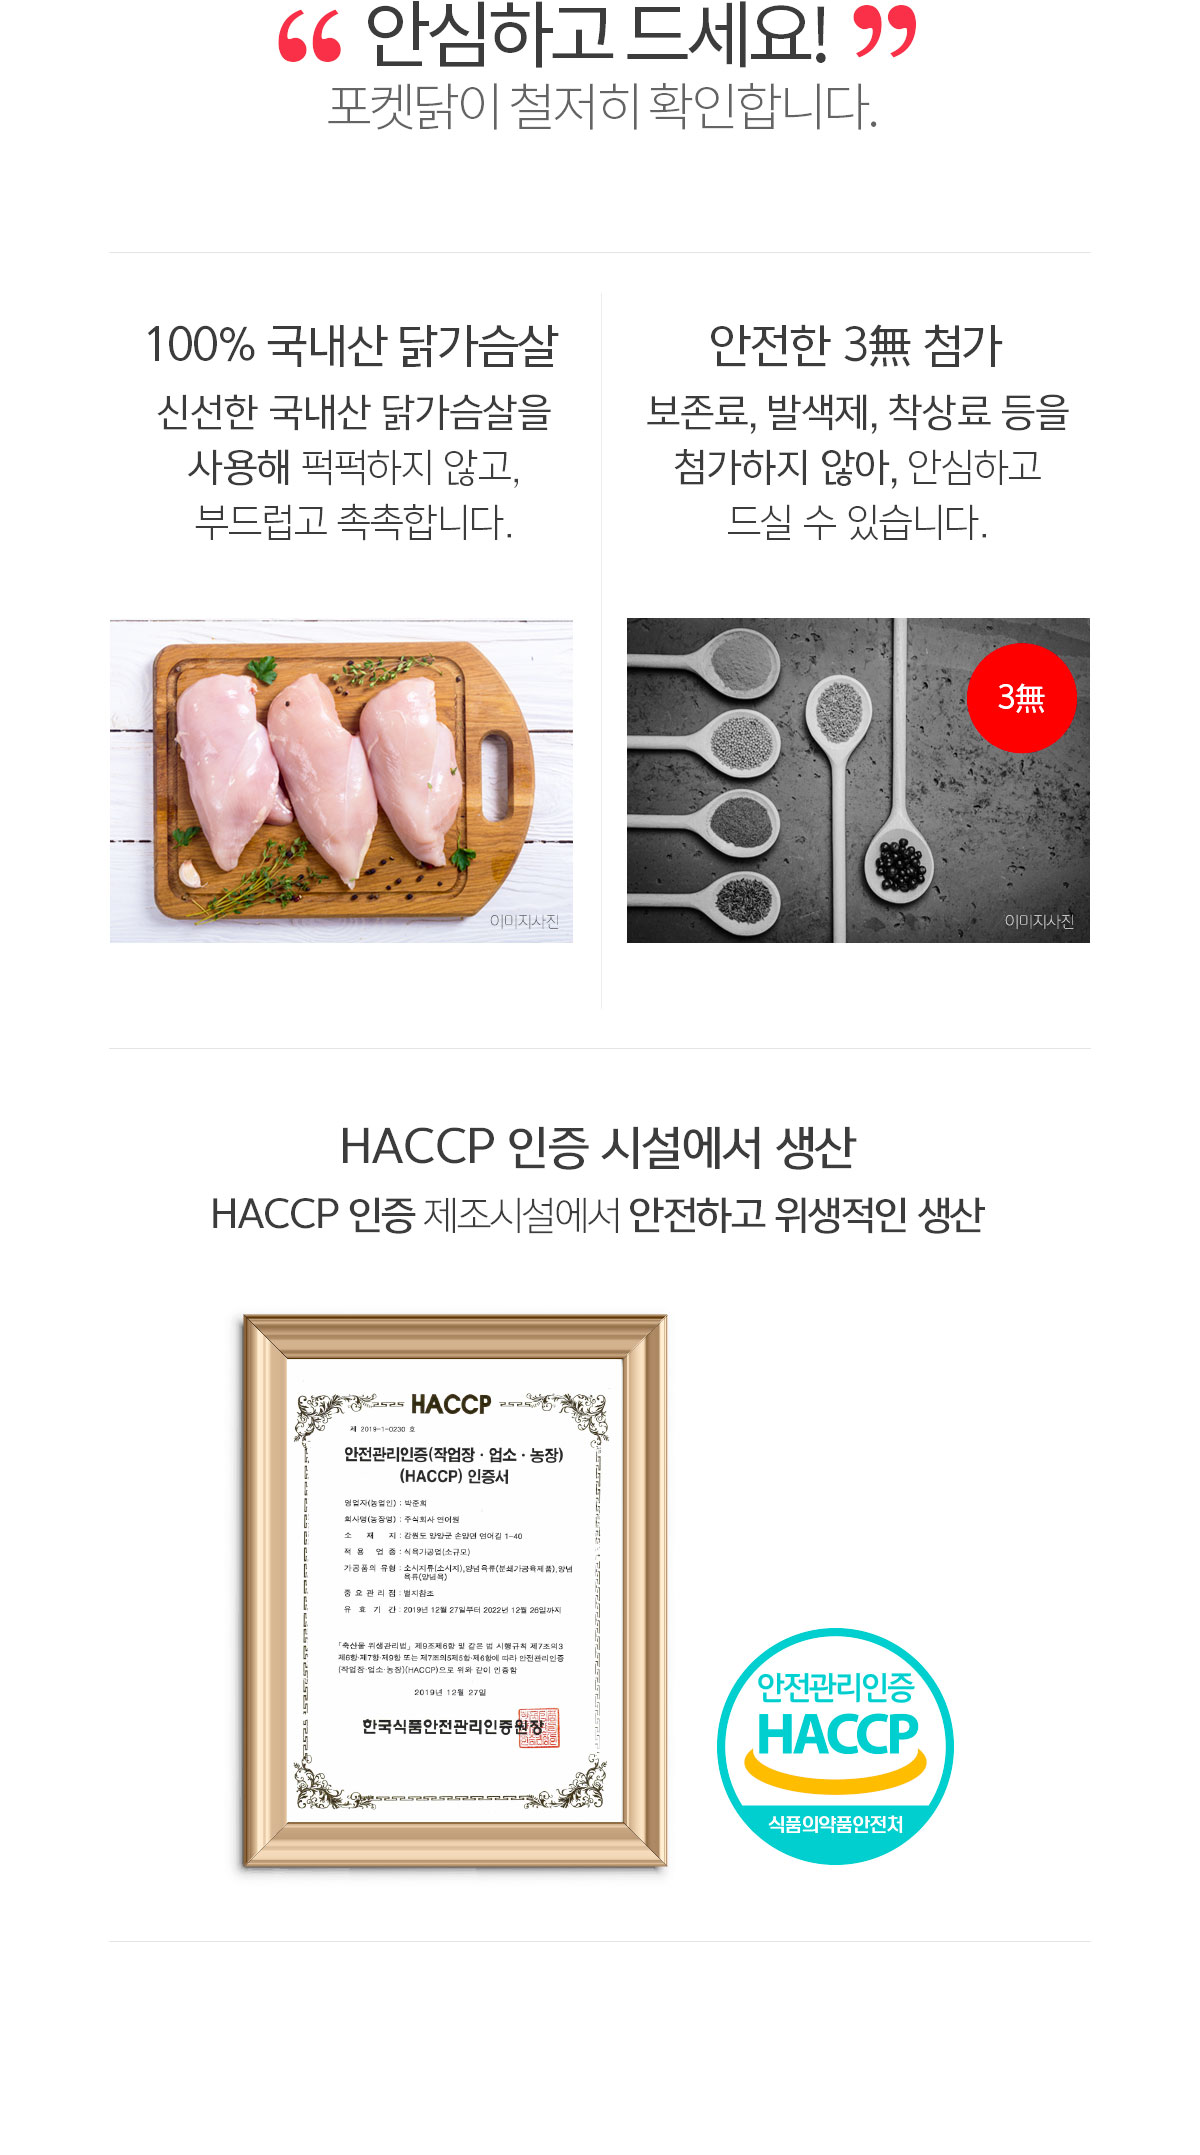 “ 안심하고 드세요! ”
포켓닭이 철저히 확인합니다.
100% 국내산 닭가슴살
신선한 국내산 닭가슴살을
사용해 퍽퍽하지 않고,
부드럽고 촉촉합니다.
이미지사진
안전한 3無 첨가
보존료, 발색제, 착상료 등을
첨가하지 않아, 안심하고
드실 수 있습니다.
3無
이미지사진
HACCP 인증 시설에서 생산
HACCP 인증 제조시설에서 안전하고 위생적인 생산
HACCP
제 2019-1-0230 호
안전관리인증(작업장 · 업소 · 농장)
(HACCP) 인증서
영업자(농업인) : 박준희
회사명(농장명) : 주식회사 연어원
소 재 지 : 강원도 양양군 손양면 연어길 1-40
적 용 업 종 : 식육가공업(소규모)
가공품의 유형 : 소시지류(소시지),양념육류(분쇄가공육제품),양념
육류(양념육)
중 요 관 리 점 : 별지참조
유 효 기 간 : 2019년 12월 27일부터 2022년 12월 26일까지
「축산물 위생관리법」 제9조제6항 및 같은 법 시행규칙 제7조의3
제6항·제7항·제9항 또는 제7조의5제5항·제6항에 따라 안전관리인증
(작업장·업소·농장)(HACCP)으로 위와 같이 인증함
2019년 12월 27일
한국식품안전관리인증원장
안전관리인증
HACCP
식품의약품안전처